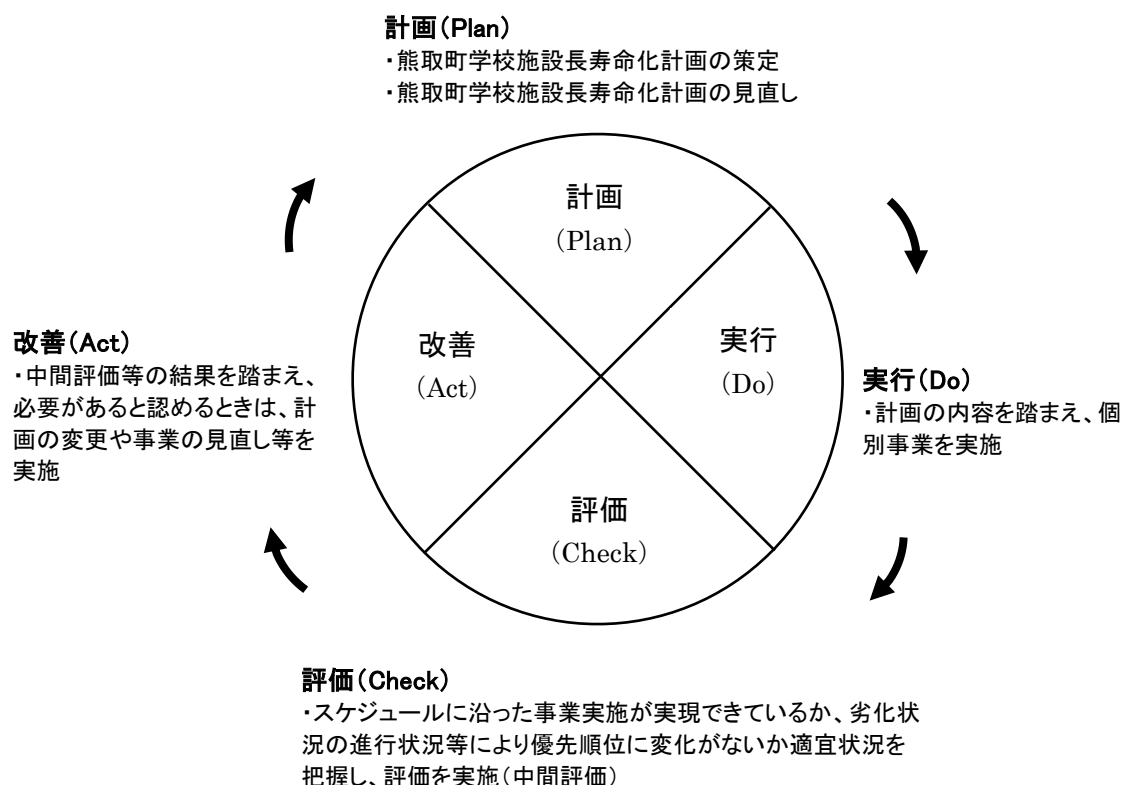 計画(Plan)
・熊取町学校施設長寿命化計画の策定
・熊取町学校施設長寿命化計画の見直し
計画
(Plan)
改善
(Act)
実行
(Do)
評価
(Check)
改善(Act)
・中間評価等の結果を踏まえ、
必要があると認めるときは、計
画の変更や事業の見直し等を
実施
実行(Do)
・計画の内容を踏まえ、個
別事業を実施
評価(Check)
・スケジュールに沿った事業実施が実現できているか、劣化状
況の進行状況等により優先順位に変化がないか適宜状況を
把握し、評価を実施(中間評価)